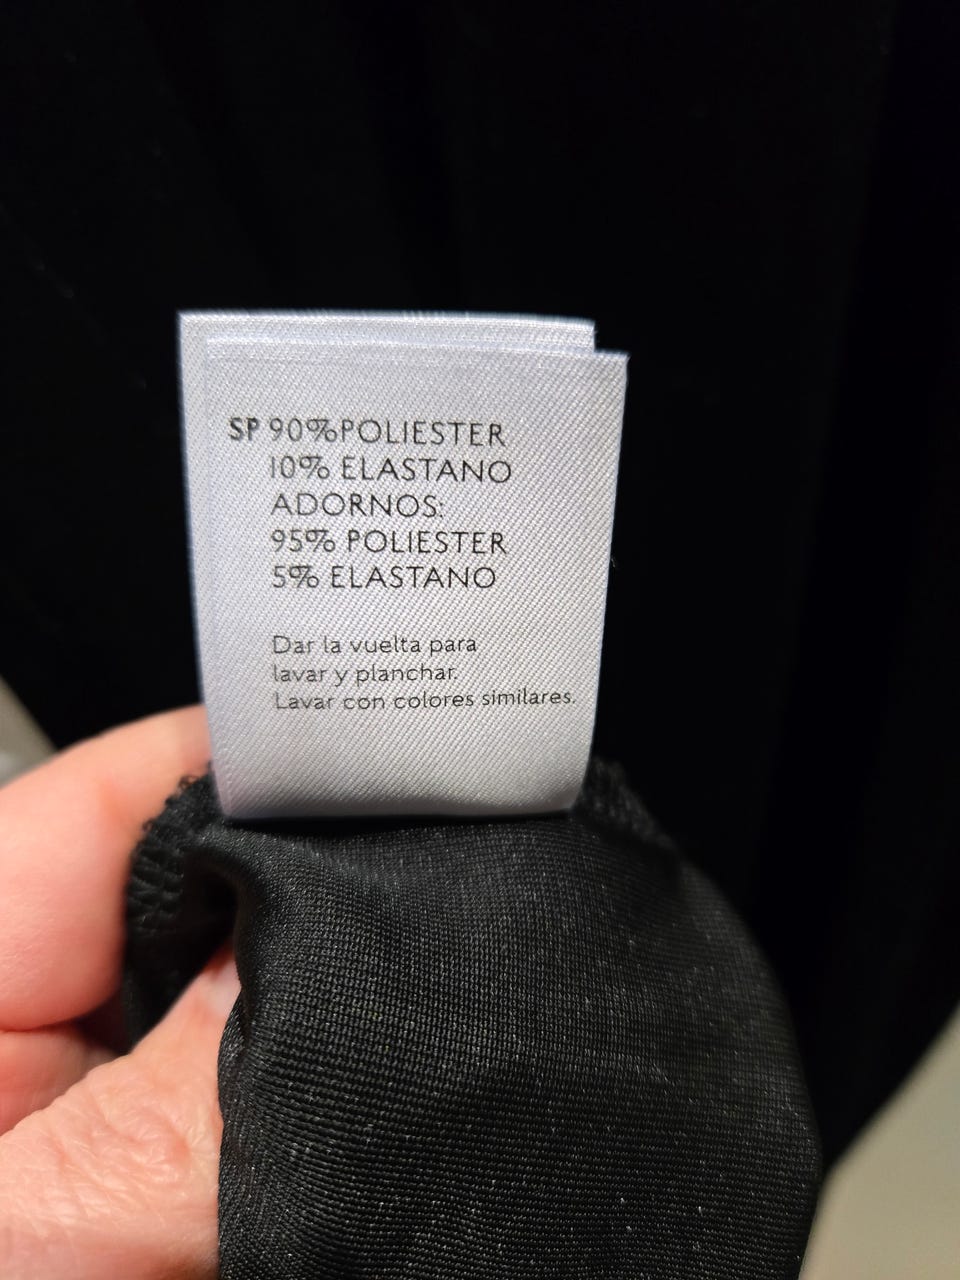 SP 90%POLIESTER
10% ELASTANO
ADORNOS:
95% POLIESTER
5% ELASTANO
Dar la vuelta para
lavar y planchar.
Lavar con colores similares.